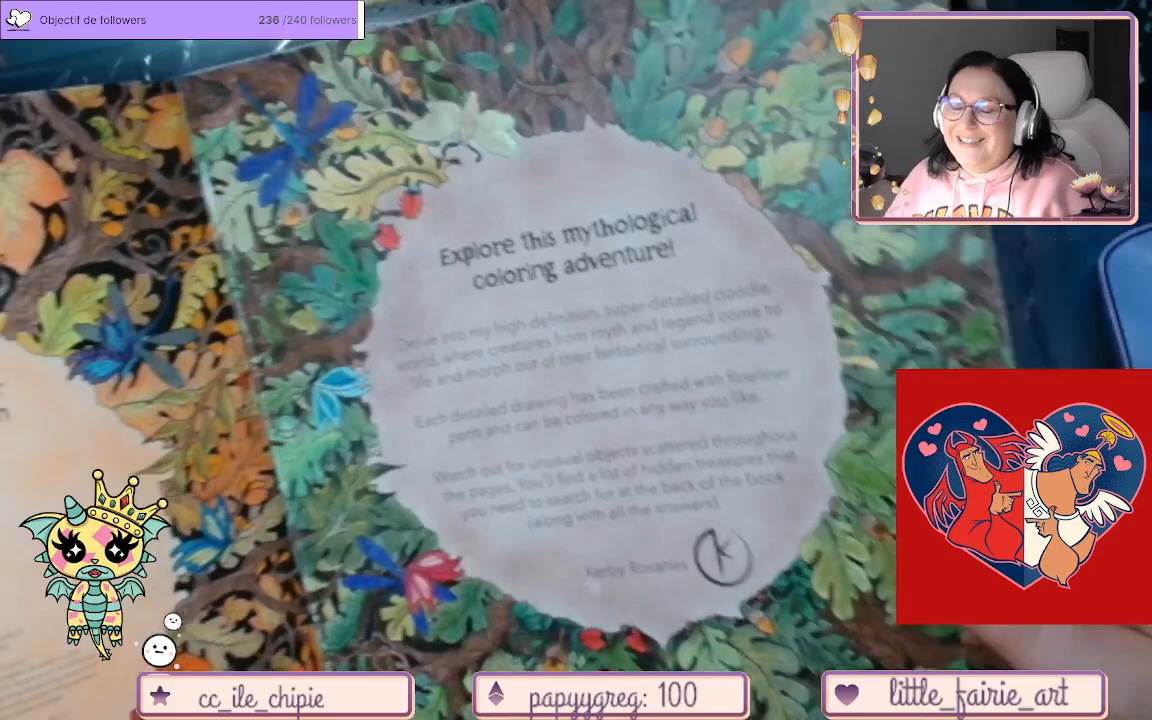 Objectif de followers
236 /240 followers
Explore this mythological
coloring adventure!
Delve into my high-definition, super-detailed doodle
world, where creatures from myth and legend come to
life and morph out of their fantastical surroundings.
Each detailed drawing has been crafted with fineliner
pens and can be colored in any way you like.
Watch out for unusual objects scattered throughout
the pages. You'll find a list of hidden treasures that
you need to search for at the back of the book
(along with all the answers).
Kerby Rosanes
K
cc_ile_chipie
papyygreg: 100
little_fairie_art